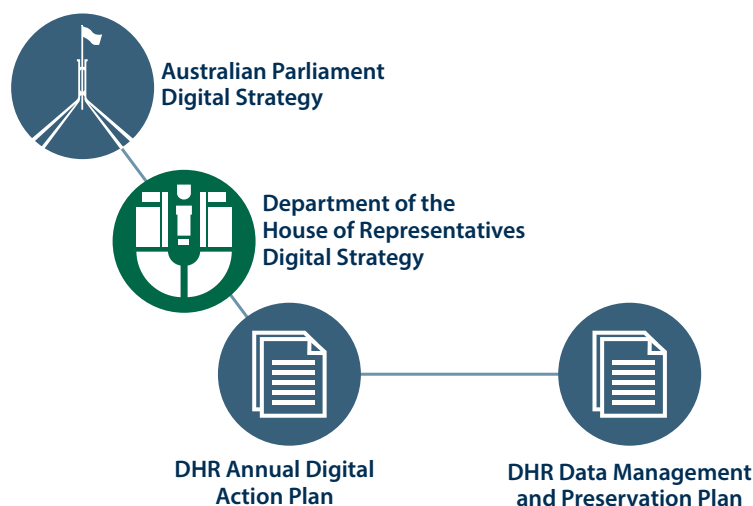 Australian Parliament
Digital Strategy
Department of the
House of Representatives
Digital Strategy
DHR Annual Digital
Action Plan
DHR Data Management
and Preservation Plan